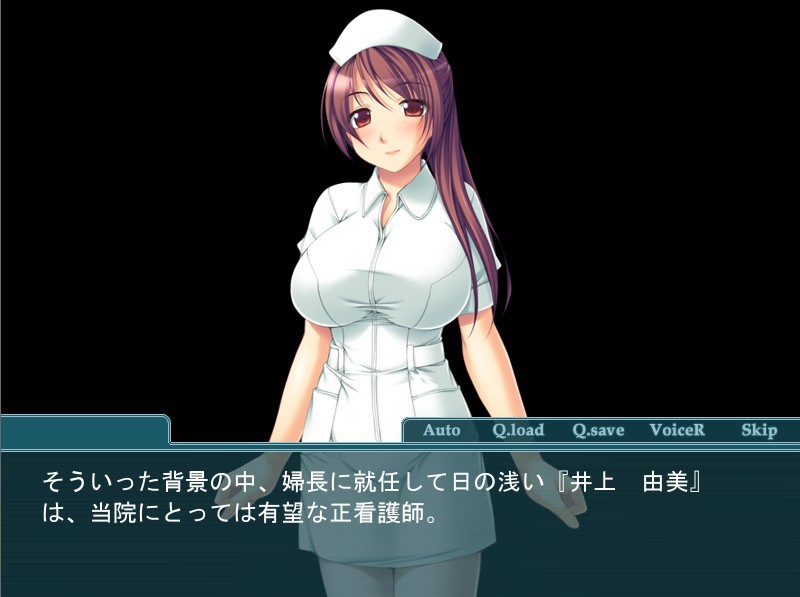 Auto Q.load Q.save VoiceR Skip
そういった背景の中、婦長に就任して日の浅い『井上　由美』
は、当院にとっては有望な正看護師。